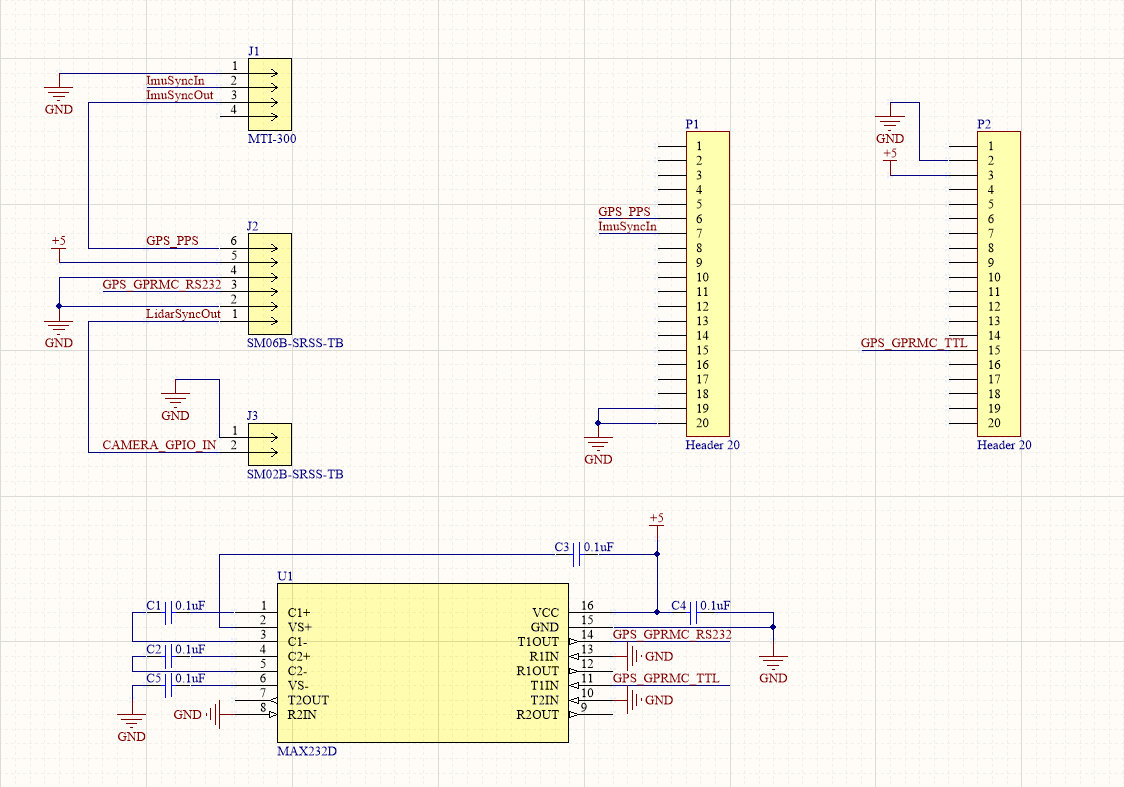 J1
1
ImuSyncIn 2
ImuSyncOut 3
4
GND
MTI-300
J2
+5
GPS_PPS 6
5
4
GPS_GPRMC_RS232 3
2
LidarSyncOut 1
GND
SM06B-SRSS-TB
GND
J3
1
CAMERA_GPIO_IN 2
SM02B-SRSS-TB
P1
1
2
3
4
5
GPS_PPS 6
ImuSyncIn 7
8
9
10
11
12
13
14
15
16
17
18
19
20
GND
Header 20
P2
GND
+5
1
2
3
4
5
6
7
8
9
10
11
12
13
14
GPS_GPRMC_TTL 15
16
17
18
19
20
Header 20
+5
C3 0.1uF
U1
C1 0.1uF
C2 0.1uF
C5 0.1uF
GND
GND
1 C1+
2 VS+
3 C1-
4 C2+
5 C2-
6 VS-
7 T2OUT
8 R2IN
VCC 16
GND 15
T1OUT 14 GPS_GPRMC_RS232
R1IN 13 GND
R1OUT 12
T1IN 11 GPS_GPRMC_TTL
T2IN 10 GND
R2OUT 9
C4 0.1uF
GND
MAX232D